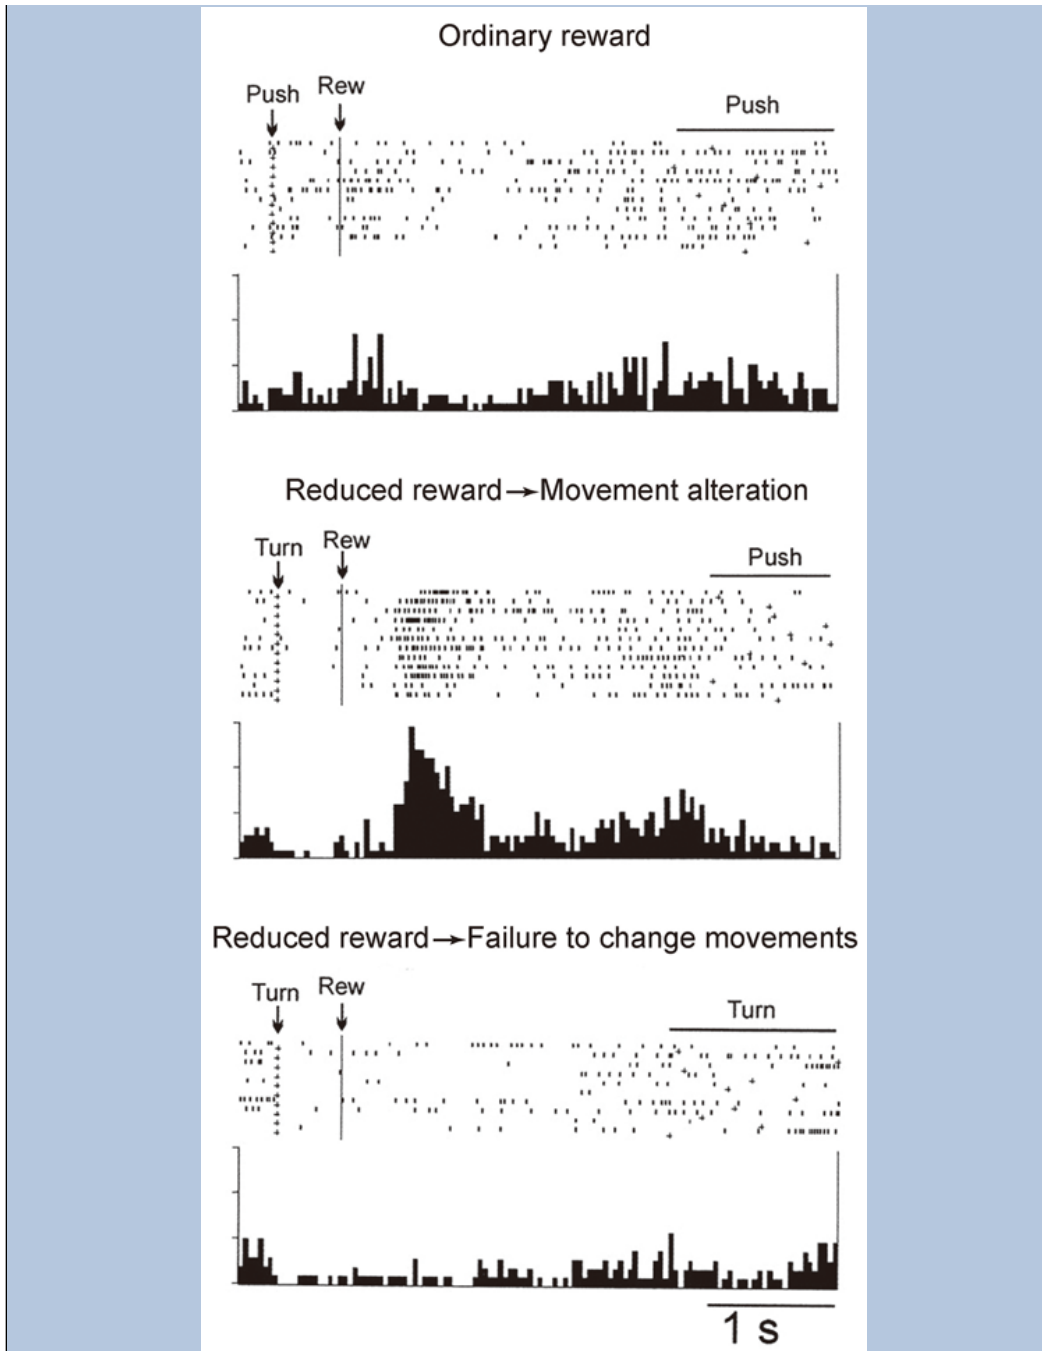 Ordinary reward
Push Rew Push
Reduced reward→Movement alteration
Turn Rew Push
Reduced reward→Failure to change movements
Turn Rew Turn
1 s